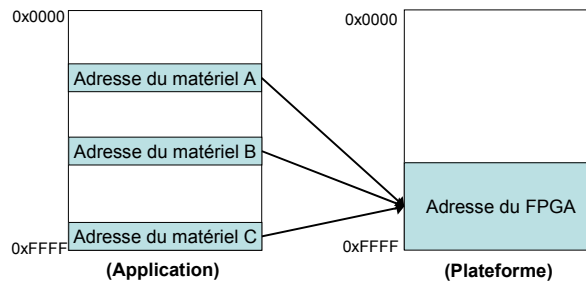 0x0000
Adresse du matériel A
Adresse du matériel B
Adresse du matériel C
0xFFFF
(Application)
0x0000
Adresse du FPGA
0xFFFF
(Plateforme)